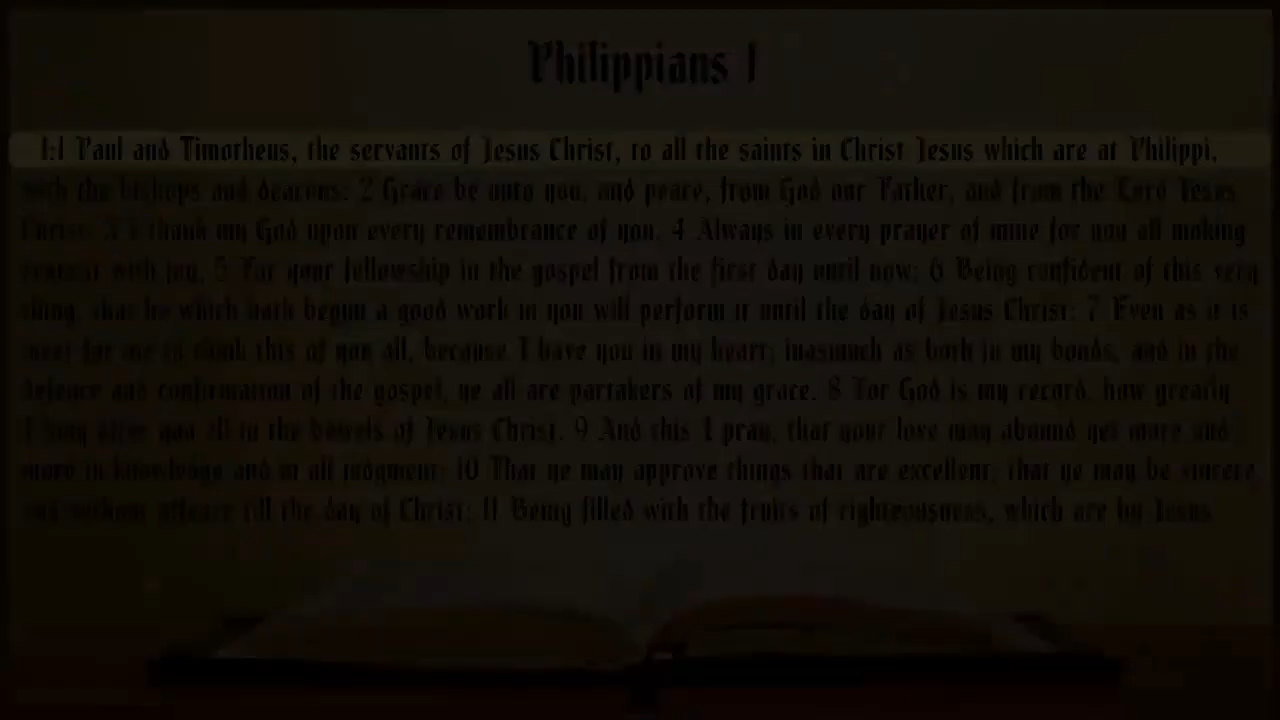 Philippians 1
1:1 Paul and Timotheus, the servants of Jesus Christ, to all the saints in Christ Jesus which are at Philippi,
with the bishops and deacons: 2 Grace be unto you, and peace, from God our Father, and from the Lord Jesus
Christ. 3 I thank my God upon every remembrance of you, 4 Always in every prayer of mine for you all making
request with joy, 5 For your fellowship in the gospel from the first day until now; 6 Being confident of this very
thing, that he which hath begun a good work in you will perform it until the day of Jesus Christ: 7 Even as it is
meet for me to think this of you all, because I have you in my heart; inasmuch as both in my bonds, and in the
defence and confirmation of the gospel, ye all are partakers of my grace. 8 For God is my record, how greatly
I long after you all in the bowels of Jesus Christ. 9 And this I pray, that your love may abound yet more and
more in knowledge and in all judgment; 10 That ye may approve things that are excellent; that ye may be sincere
and without offence till the day of Christ; 11 Being filled with the fruits of righteousness, which are by Jesus